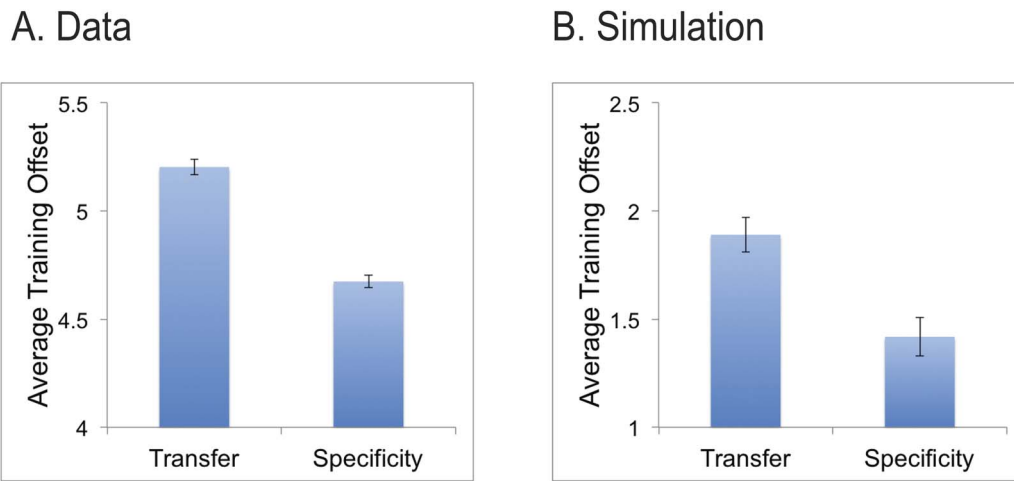 A. Data
Average Training Offset
5.5
5
4.5
4
Transfer Specificity
B. Simulation
Average Training Offset
2.5
2
1.5
1
Transfer Specificity